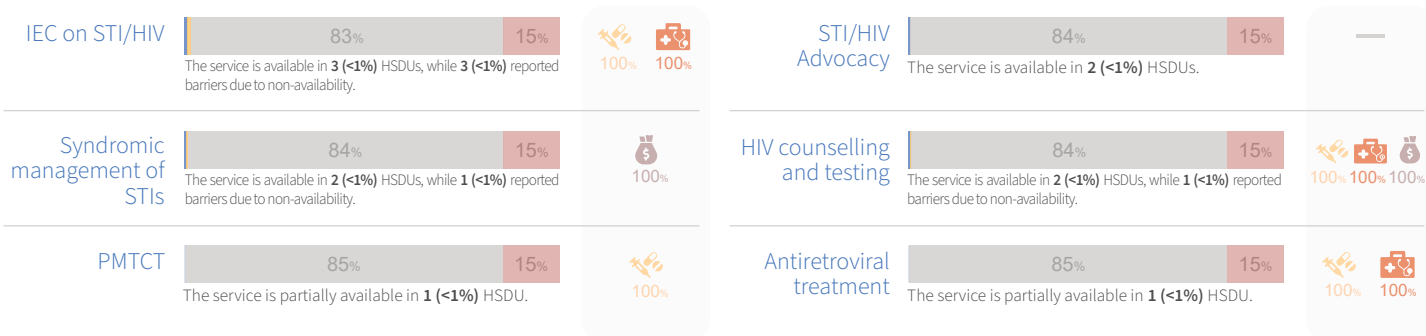 IEC on STI/HIV
83%
15%
The service is available in 3 (<1%) HSDUs, while 3 (<1%) reported
barriers due to non-availability.
100%
100%
STI/HIV
Advocacy
84%
15%
The service is available in 2 (<1%) HSDUs.
Syndromic
management of
STIs
84%
15%
The service is available in 2 (<1%) HSDUs, while 1 (<1%) reported
barriers due to non-availability.
$
100%
HIV counselling
and testing
84%
15%
The service is available in 2 (<1%) HSDUs, while 1 (<1%) reported
barriers due to non-availability.
$
100% 100% 100%
PMTCT
85%
15%
The service is partially available in 1 (<1%) HSDU.
100%
Antiretroviral
treatment
85%
15%
The service is partially available in 1 (<1%) HSDU.
100%
100%